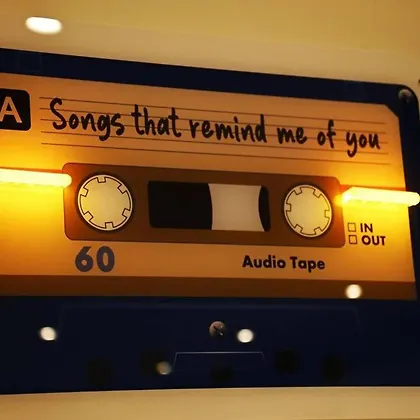 A
Songs that remind me of you
IN
OUT
60
Audio Tape